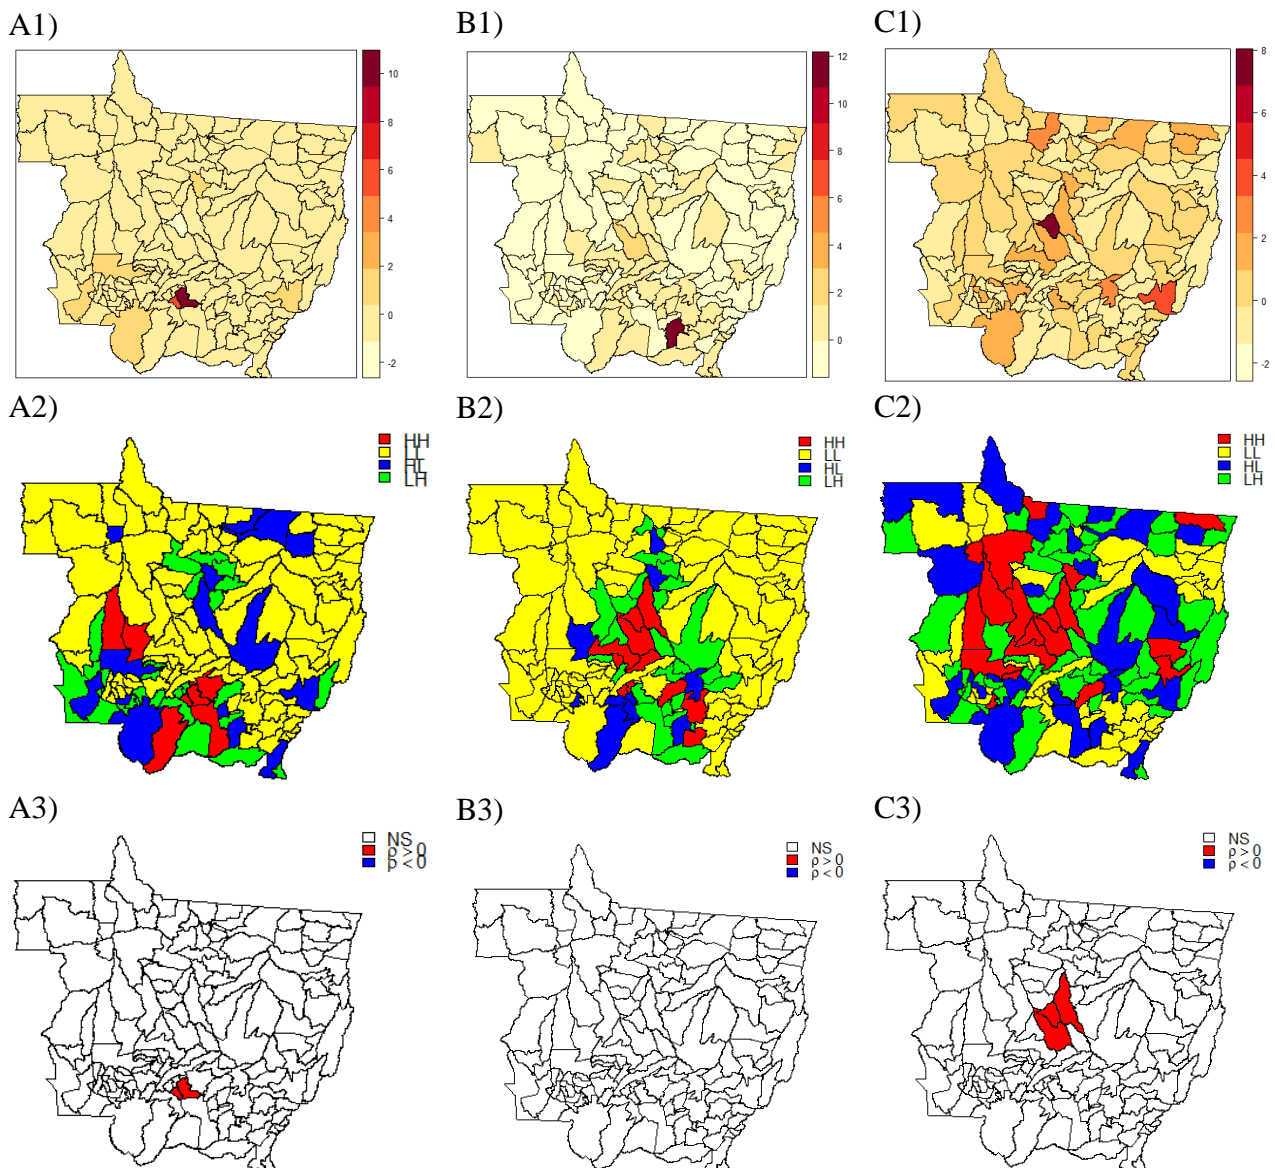 A1)
B1)
C1)
10
8
6
4
2
0
-2
12
10
8
6
4
2
0
8
6
4
2
0
-2
A2)
B2)
C2)
HH
LL
HL
LH
HH
LL
HL
LH
HH
LL
HL
LH
A3)
B3)
C3)
NS
ρ > 0
ρ < 0
NS
ρ > 0
ρ < 0
NS
ρ > 0
ρ < 0